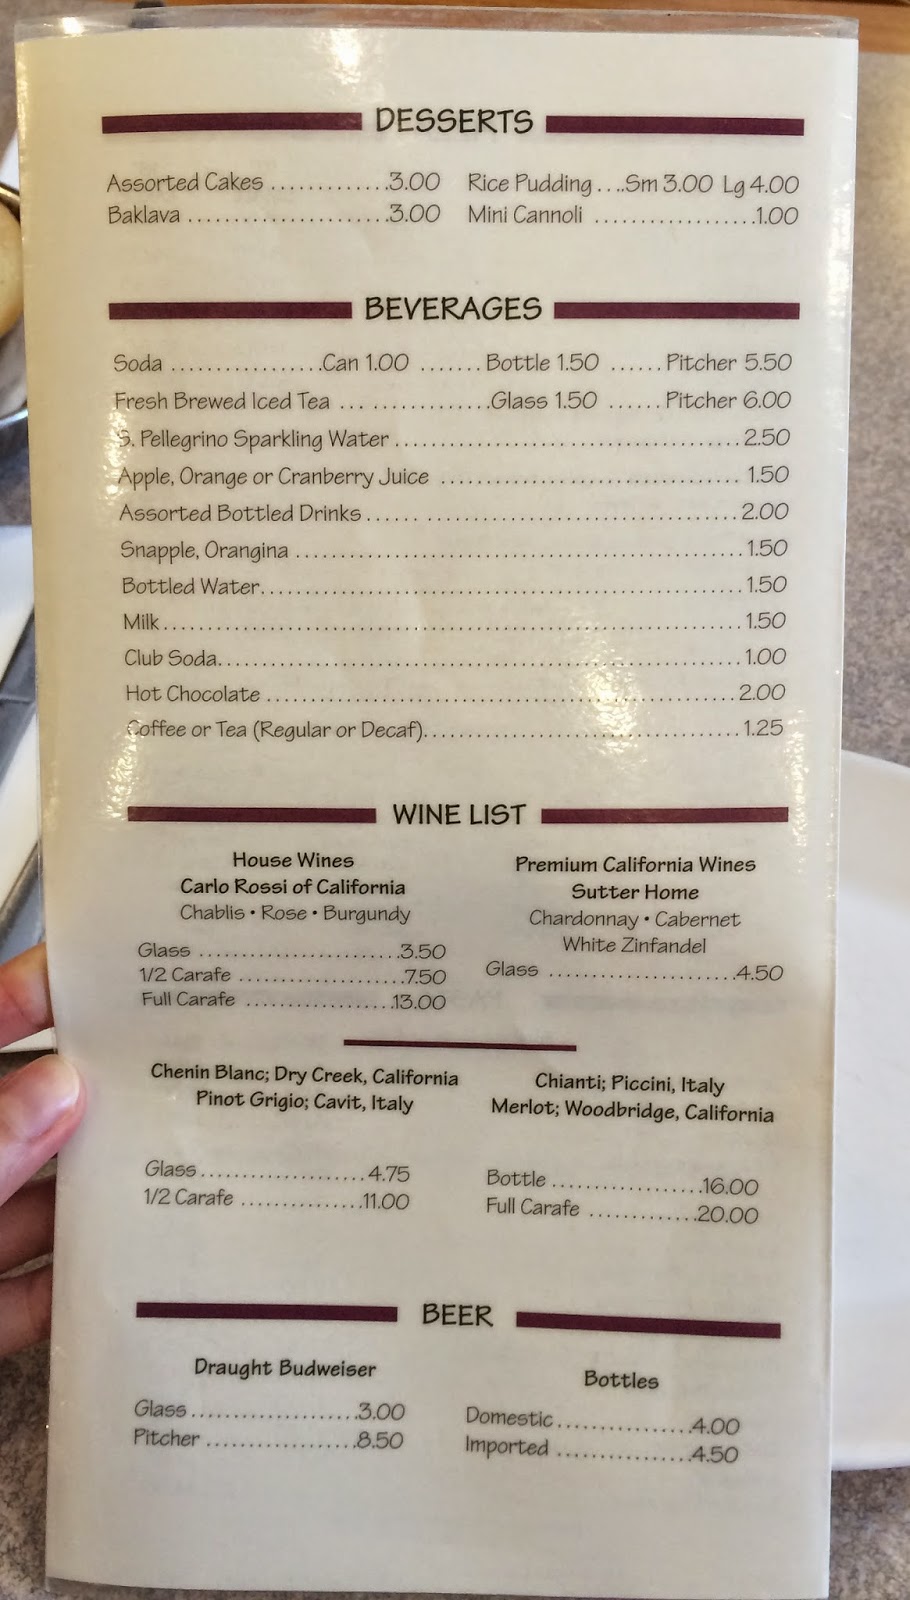 DESSERTS
Assorted Cakes .............3.00 Rice Pudding ....Sm 3.00 Lg 4.00
Baklava ......................3.00 Mini Cannoli ..................1.00
BEVERAGES
Soda .................Can 1.00 .......Bottle 1.50 ......Pitcher 5.50
Fresh Brewed Iced Tea ... .............Glass 1.50 ......Pitcher 6.00
S. Pellegrino Sparkling Water.......................................2.50
Apple, Orange or Cranberry Juice ..................................1.50
Assorted Bottled Drinks...... ...................................2.00
Snapple, Orangina ...................................................1.50
Bottled Water.......................................................1.50
Milk..................................................................1.50
Club Soda............................................................1.00
Hot Chocolate ......................................................2.00
Coffee or Tea (Regular or Decaf)....................................1.25
WINE LIST
House Wines
Carlo Rossi of California
Chablis • Rose • Burgundy
Glass .......................3.50
1/2 Carafe ...................7.50
Full Carafe .................13.00
Premium California Wines
Sutter Home
Chardonnay • Cabernet
White Zinfandel
Glass .....................4.50
Chenin Blanc; Dry Creek, California
Pinot Grigio; Cavit, Italy
Chianti; Piccini, Italy
Merlot; Woodbridge, California
Glass...................4.75
1/2 Carafe ..............11.00
Bottle .................16.00
Full Carafe ............20.00
BEER
Draught Budweiser
Glass...................3.00
Pitcher .................8.50
Bottles
Domestic...............4.00
Imported ...............4.50